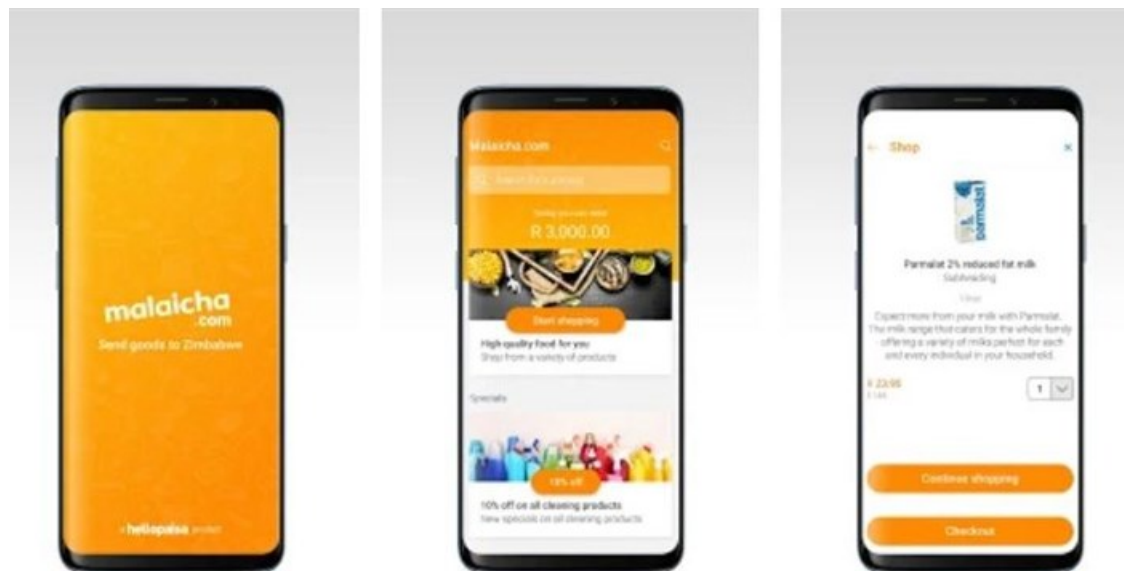 malaicha
.com
Send goods to Zimbabwe
a hellopaisa product
malaicha.com
R 3,000.00
Start shopping
High quality food for you
Shop from a variety of products
Specials
10% off
10% off on all cleaning products
New specials on all cleaning products
Shop
parmalat
Parmalat 2% reduced fat milk
Subheading
Expect more from your milk with Parmalat.
The milk range that caters for the whole family
offering a variety of milks perfect for each
and every individual in your household.
R 23.95
1
Continue shopping
Checkout